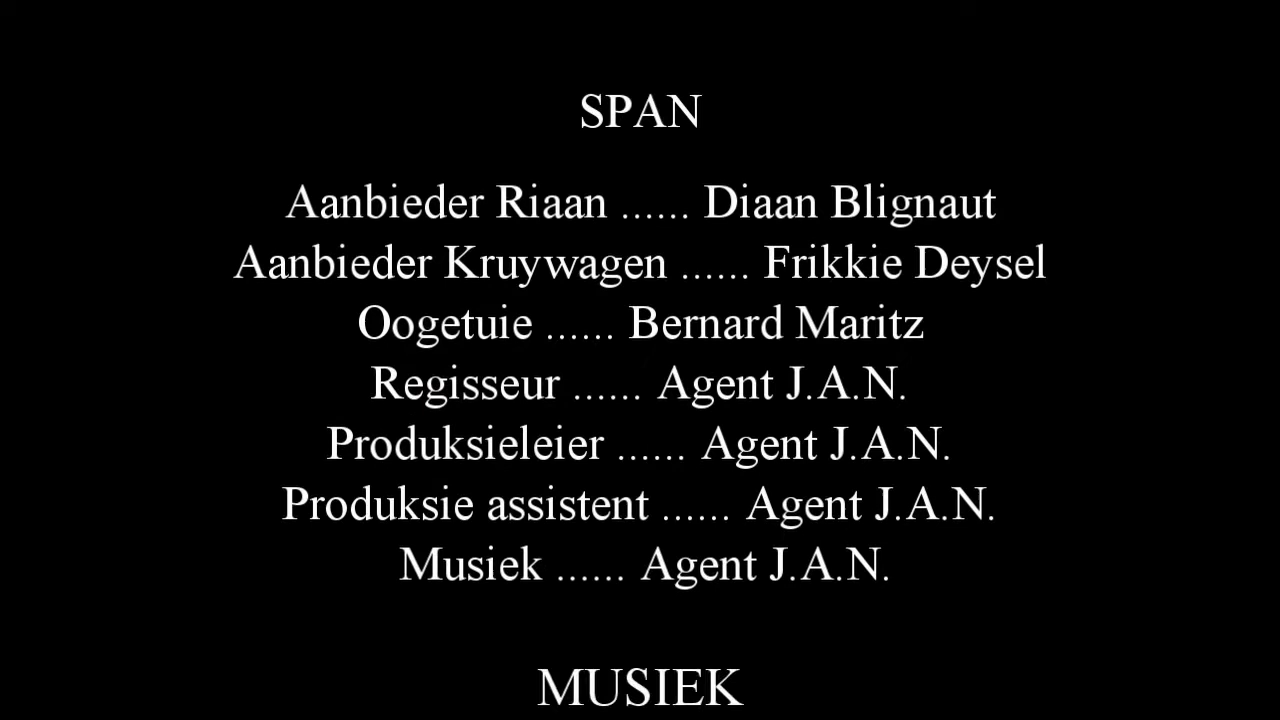 SPAN
Aanbieder Riaan ...... Diaan Blignaut
Aanbieder Kruywagen ...... Frikkie Deysel
Oogetuie ...... Bernard Maritz
Regisseur ...... Agent J.A.N.
Produksieleier ...... Agent J.A.N.
Produksie assistent ...... Agent J.A.N.
Musiek ...... Agent J.A.N.
MUSIEK